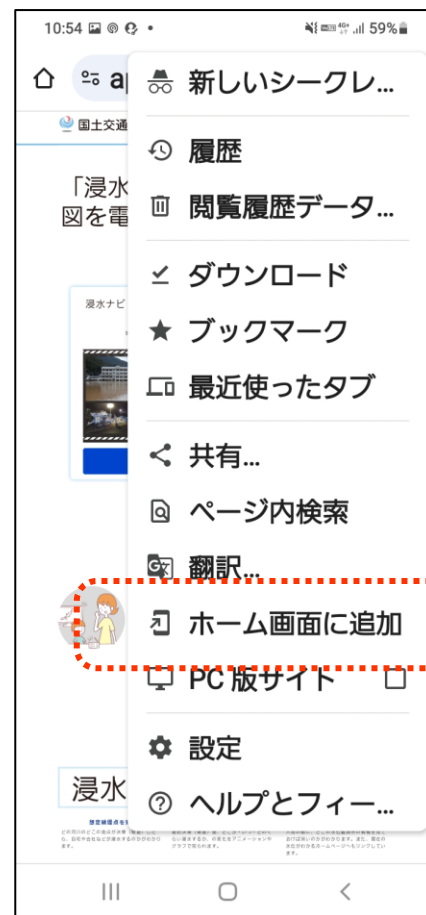 10:54
59%
新しいシークレ...
国土交通
履歴
「浸水
図を電
閲覧履歴データ...
ダウンロード
浸水ナビ
ブックマーク
最近使ったタブ
共有...
ページ内検索
翻訳...
ホーム画面に追加
PC 版サイト
設定
浸水
ヘルプとフィー...